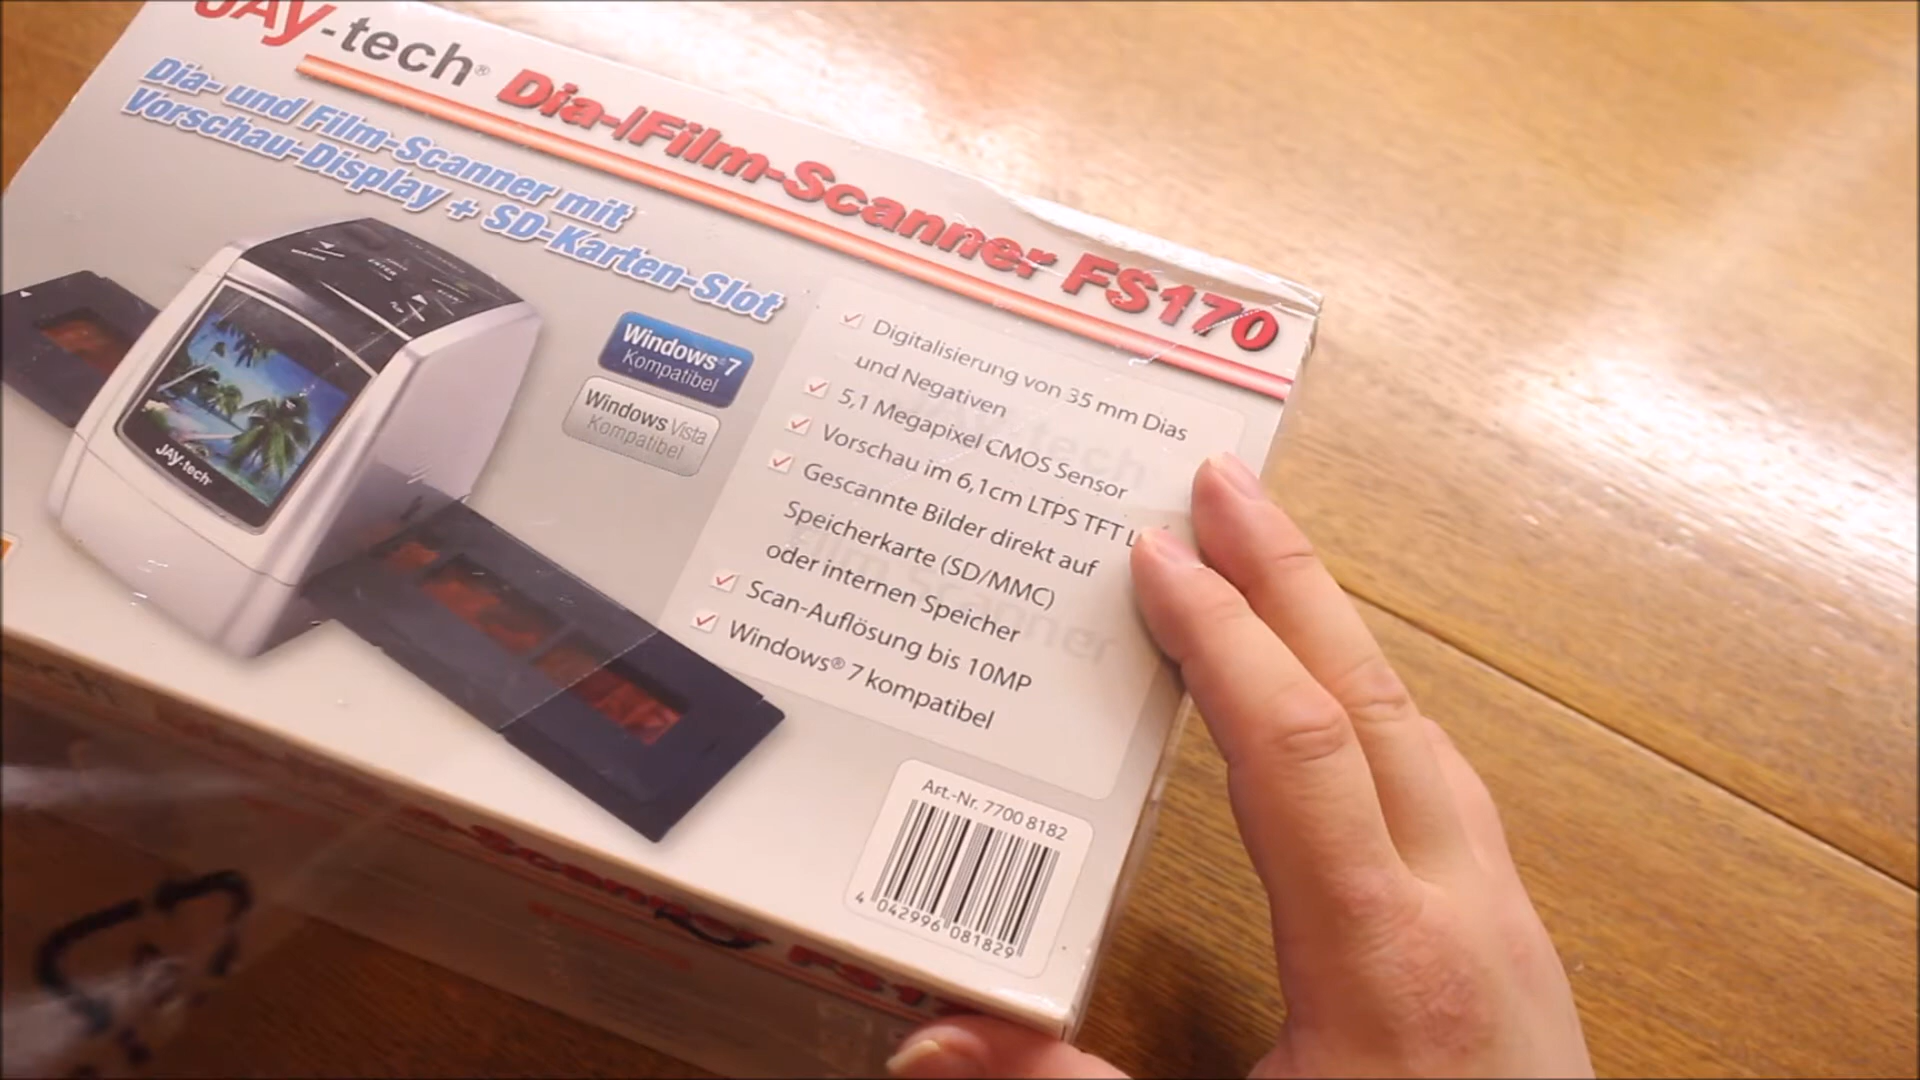 JAY-tech® Dia-/Film-Scanner FS170
Dia- und Film-Scanner mit
Vorschau-Display + SD-Karten-Slot
JAY-tech
Windows® 7
Kompatibel
Windows Vista
Kompatibel
Digitalisierung von 35 mm Dias
und Negativen
5,1 Megapixel CMOS Sensor
Vorschau im 6,1cm LTPS TFT
Gescannte Bilder direkt auf
Speicherkarte (SD/MMC)
oder internen Speicher
Scan-Auflösung bis 10MP
Windows® 7 kompatibel
Art.-Nr. 7700 8182
4 042996 081829